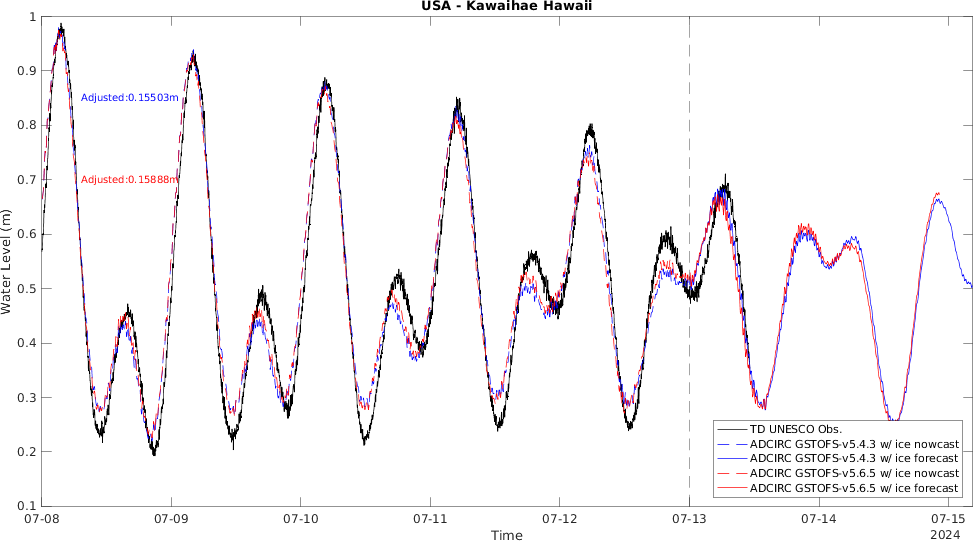 USA - Kawaihae Hawaii
1
0.9
0.8
0.7
0.6
0.5
0.4
0.3
0.2
0.1
Water Level (m)
Adjusted:0.15503m
Adjusted:0.15888m
TD UNESCO Obs.
ADCIRC GSTOFS-v5.4.3 w/ ice nowcast
ADCIRC GSTOFS-v5.4.3 w/ ice forecast
ADCIRC GSTOFS-v5.6.5 w/ ice nowcast
ADCIRC GSTOFS-v5.6.5 w/ ice forecast
07-08 07-09 07-10 07-11 07-12 07-13 07-14 07-15
Time
2024